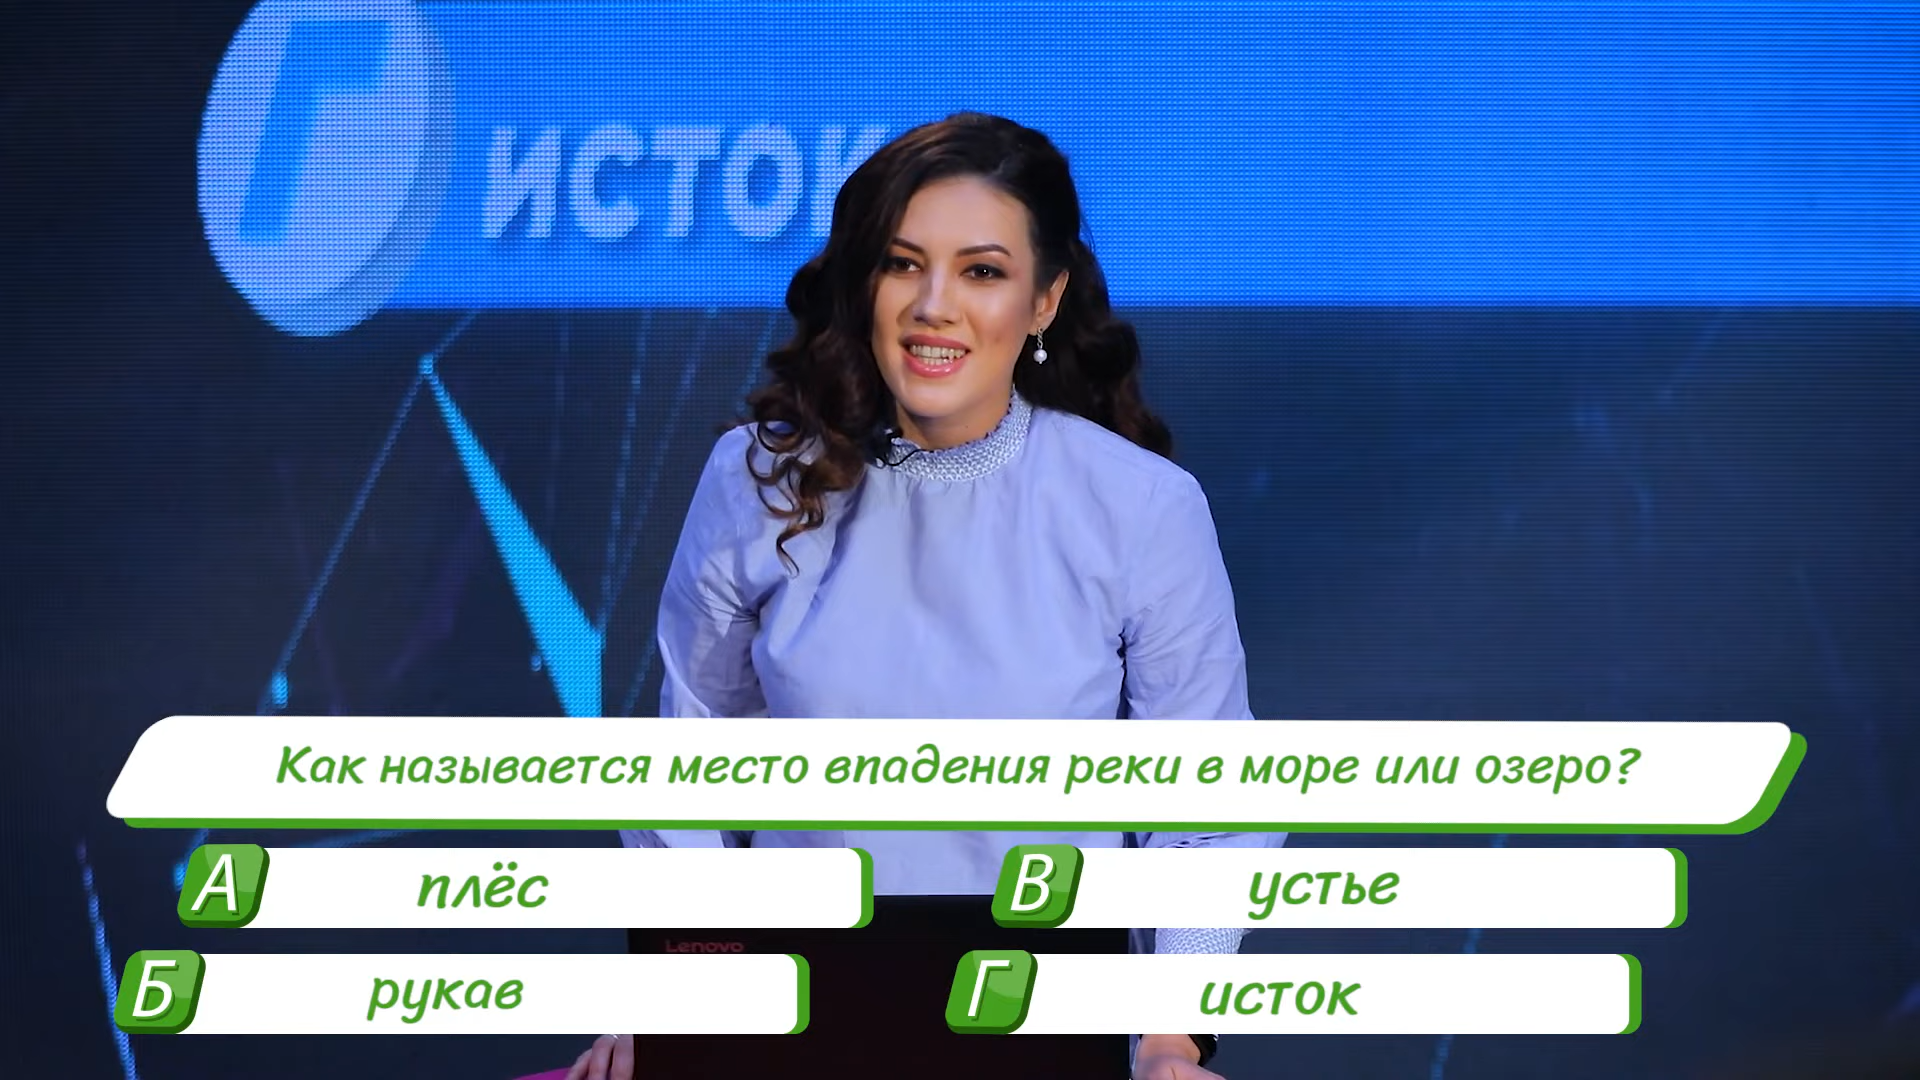 Г
ИСТОК
Как называется место впадения реки в море или озеро?
А плёс
В устье
Lenovo
Б рукав
Г исток